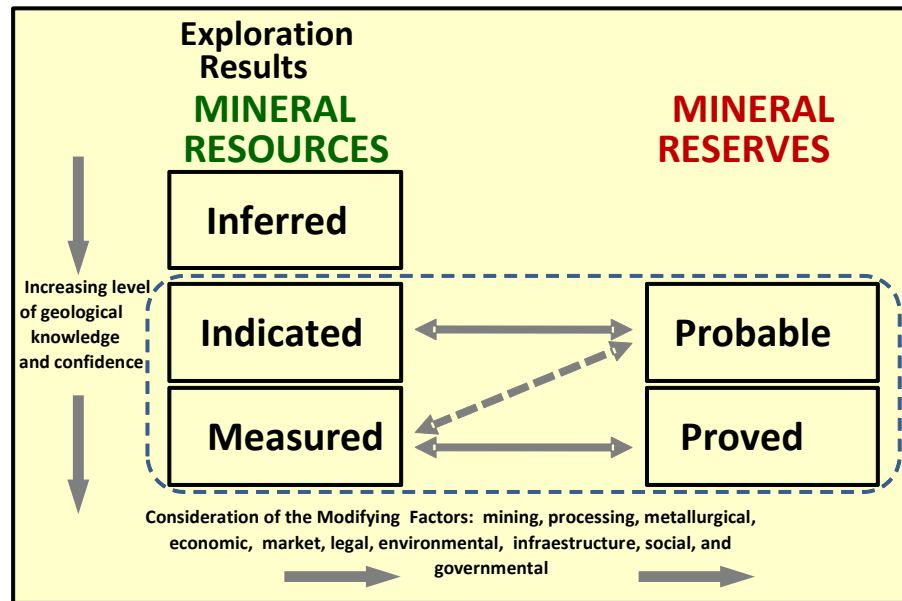 Exploration
Results
MINERAL
RESOURCES
MINERAL
RESERVES
Inferred
Increasing level
of geological
knowledge
and confidence
Indicated
Probable
Measured
Proved
Consideration of the Modifying Factors: mining, processing, metallurgical,
economic, market, legal, environmental, infraestructure, social, and
governmental